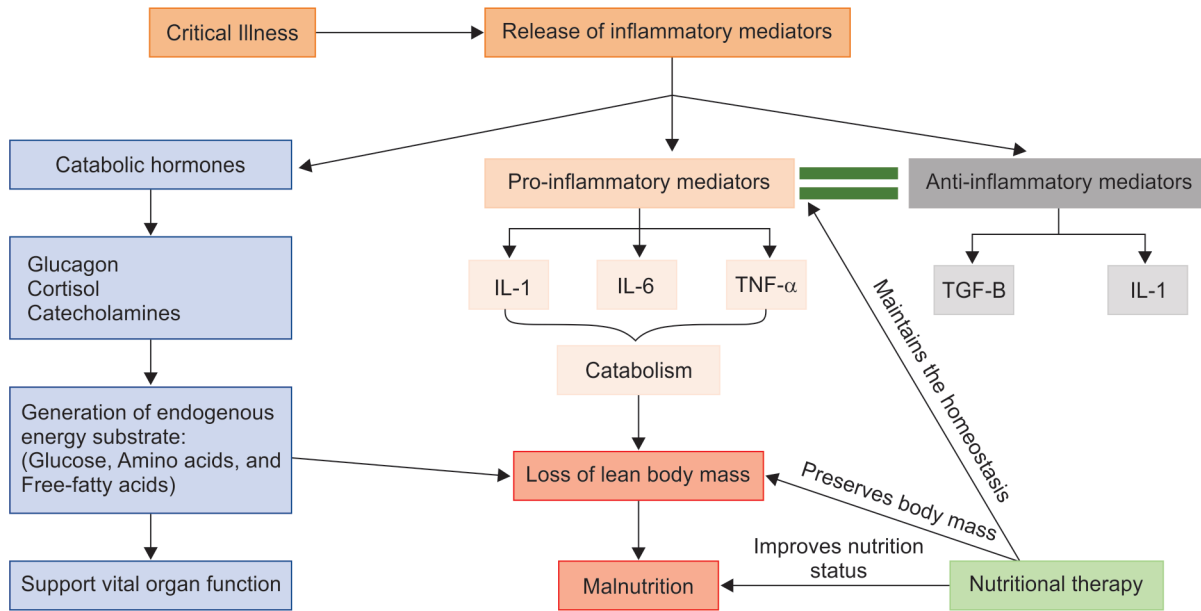 Critical Illness
Release of inflammatory mediators
Catabolic hormones
Pro-inflammatory mediators
Anti-inflammatory mediators
Glucagon
Cortisol
Catecholamines
IL-1
IL-6
TNF-α
TGF-B
IL-1
Maintains the homeostasis
Catabolism
Generation of endogenous
energy substrate:
(Glucose, Amino acids, and
Free-fatty acids)
Loss of lean body mass
Preserves body mass
Improves nutrition
status
Support vital organ function
Malnutrition
Nutritional therapy